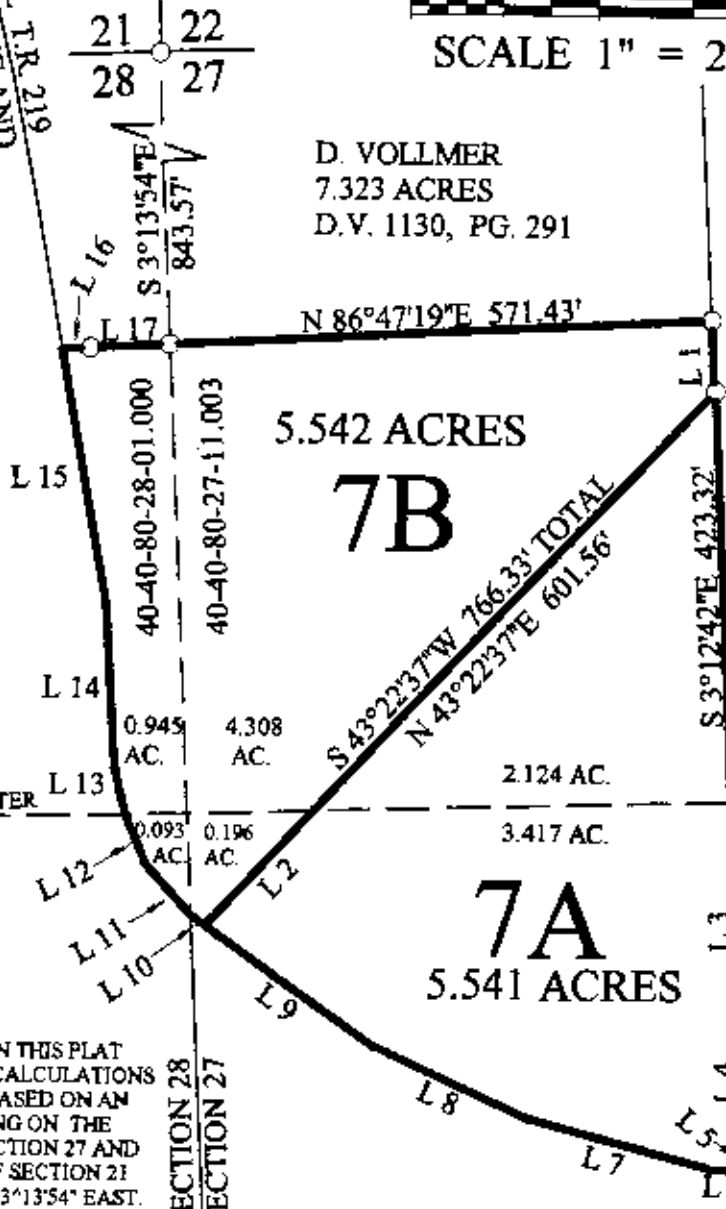 21 22
28 27
SCALE 1" = 2
T.R. 219
AND
S 3°13'54"E
843.57'
D. VOLLMER
7.323 ACRES
D.V. 1130, PG. 291
L 16
L 17
N 86°47'19"E 571.43'
L 1
5.542 ACRES
7B
L 15
40-40-80-28-01.000
40-40-80-27-11.003
S 43°22'37"W 766.33' TOTAL
N 43°22'37"E 601.56'
S 3°12'42"E 423.32'
L 14
0.945
AC.
4.308
AC.
L 13
TER
2.124 AC.
0.093
AC.
0.196
AC.
3.417 AC.
L 12
L 2
L 11
L 10
7A
5.541 ACRES
L 3
L 9
L 4
L 8
L 5
L 7
L
N THIS PLAT
CALCULATIONS
ASED ON AN
NG ON THE
CTION 27 AND
F SECTION 21
3°13'54" EAST.
ECTION 28
ECTION 27